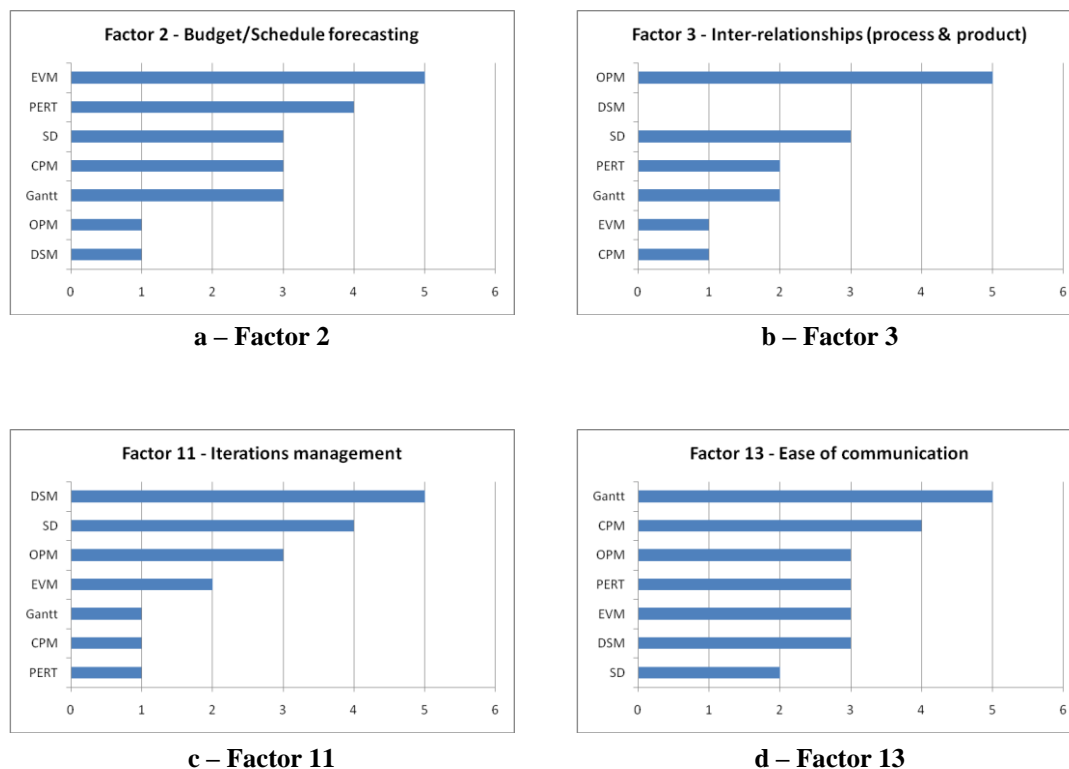 Factor 2 - Budget/Schedule forecasting
EVM
PERT
SD
CPM
Gantt
OPM
DSM
0 1 2 3 4 5 6
a – Factor 2
Factor 3 - Inter-relationships (process & product)
OPM
DSM
SD
PERT
Gantt
EVM
CPM
0 1 2 3 4 5 6
b – Factor 3
Factor 11 - Iterations management
DSM
SD
OPM
EVM
Gantt
CPM
PERT
0 1 2 3 4 5 6
c – Factor 11
Factor 13 - Ease of communication
Gantt
CPM
OPM
PERT
EVM
DSM
SD
0 1 2 3 4 5 6
d – Factor 13